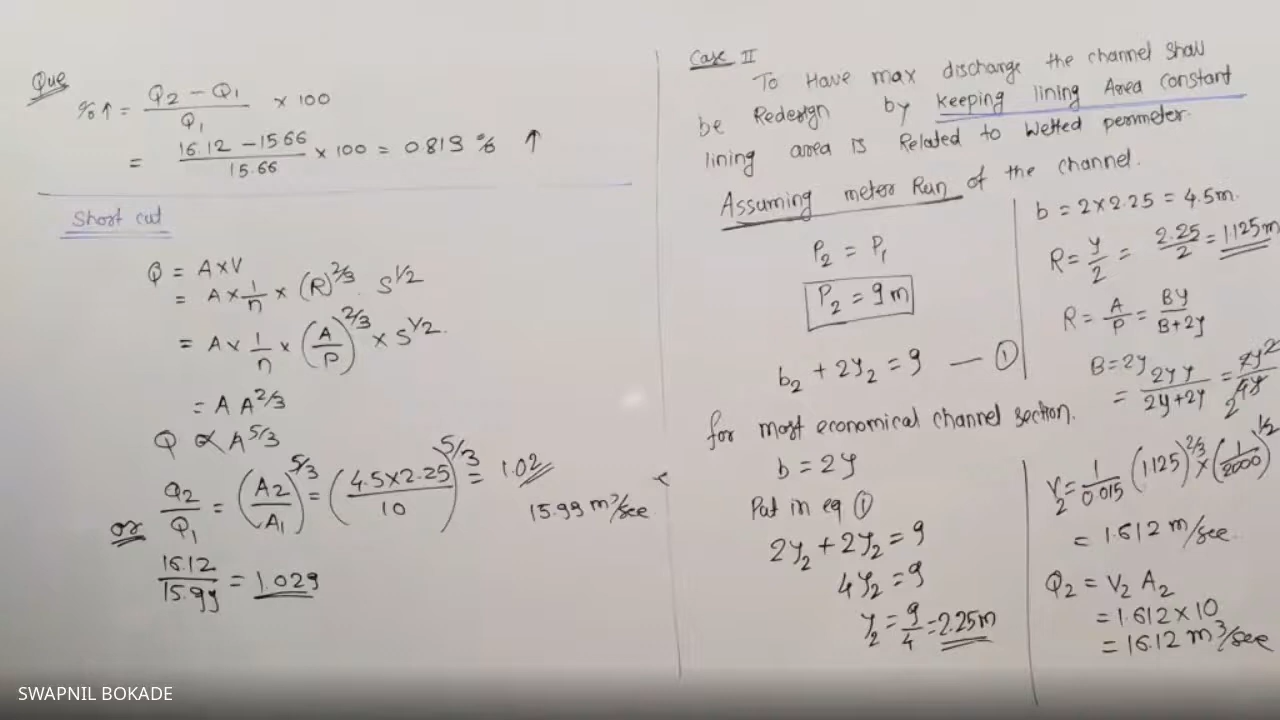 Que
% ↑ = Q2 - Q1 / Q1 × 100
= 16.12 - 15.66 / 15.66 × 100 = 0.819 % ↑
Short cut
Q = A×V
= A × 1/n × (R)^2/3 . S^1/2
= A × 1/n × (A/P)^2/3 × S^1/2.
= A A^2/3
Q ∝ A^5/3
Q2/Q1 = (A2/A1)^5/3 = (4.5×2.25/10)^5/3 = 1.02
15.99 m³/sec
or
16.12/15.99 = 1.029
Case II
To Have max discharge the channel shall
be Redesign by keeping lining Area constant
lining area is Related to wetted perimeter.
Assuming meter Run of the channel.
P2 = P1
P2 = 9m
b2 + 2y2 = 9 — ①
for most economical channel section.
b = 2y
Put in eq ①
2y2 + 2y2 = 9
4y2 = 9
y2 = 9/4 = 2.25m
b = 2 × 2.25 = 4.5m.
R = y/2 = 2.25/2 = 1.125m
R = A/P = By/B+2y
B = 2y
= 2y y/2y+2y = 2y²/4y
2
V2 = 1/0.015 (1.125)^2/3 × (1/2000)^1/2
= 1.612 m/sec.
Q2 = V2 A2
= 1.612 × 10
= 16.12 m³/sec
SWAPNIL BOKADE